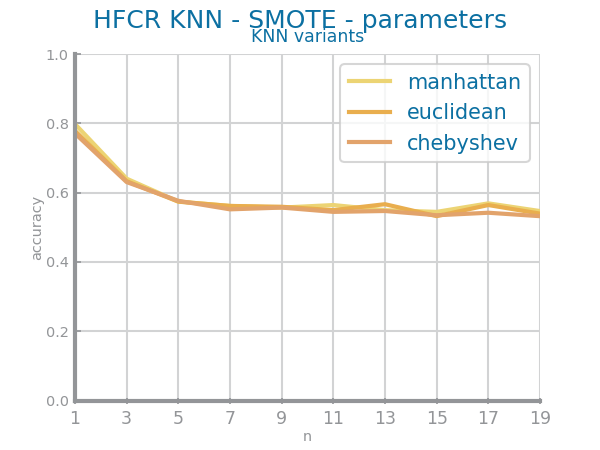 HFCR KNN - SMOTE - parameters
KNN variants
1.0
0.8
0.6
0.4
0.2
0.0
accuracy
manhattan
euclidean
chebyshev
1 3 5 7 9 11 13 15 17 19
n